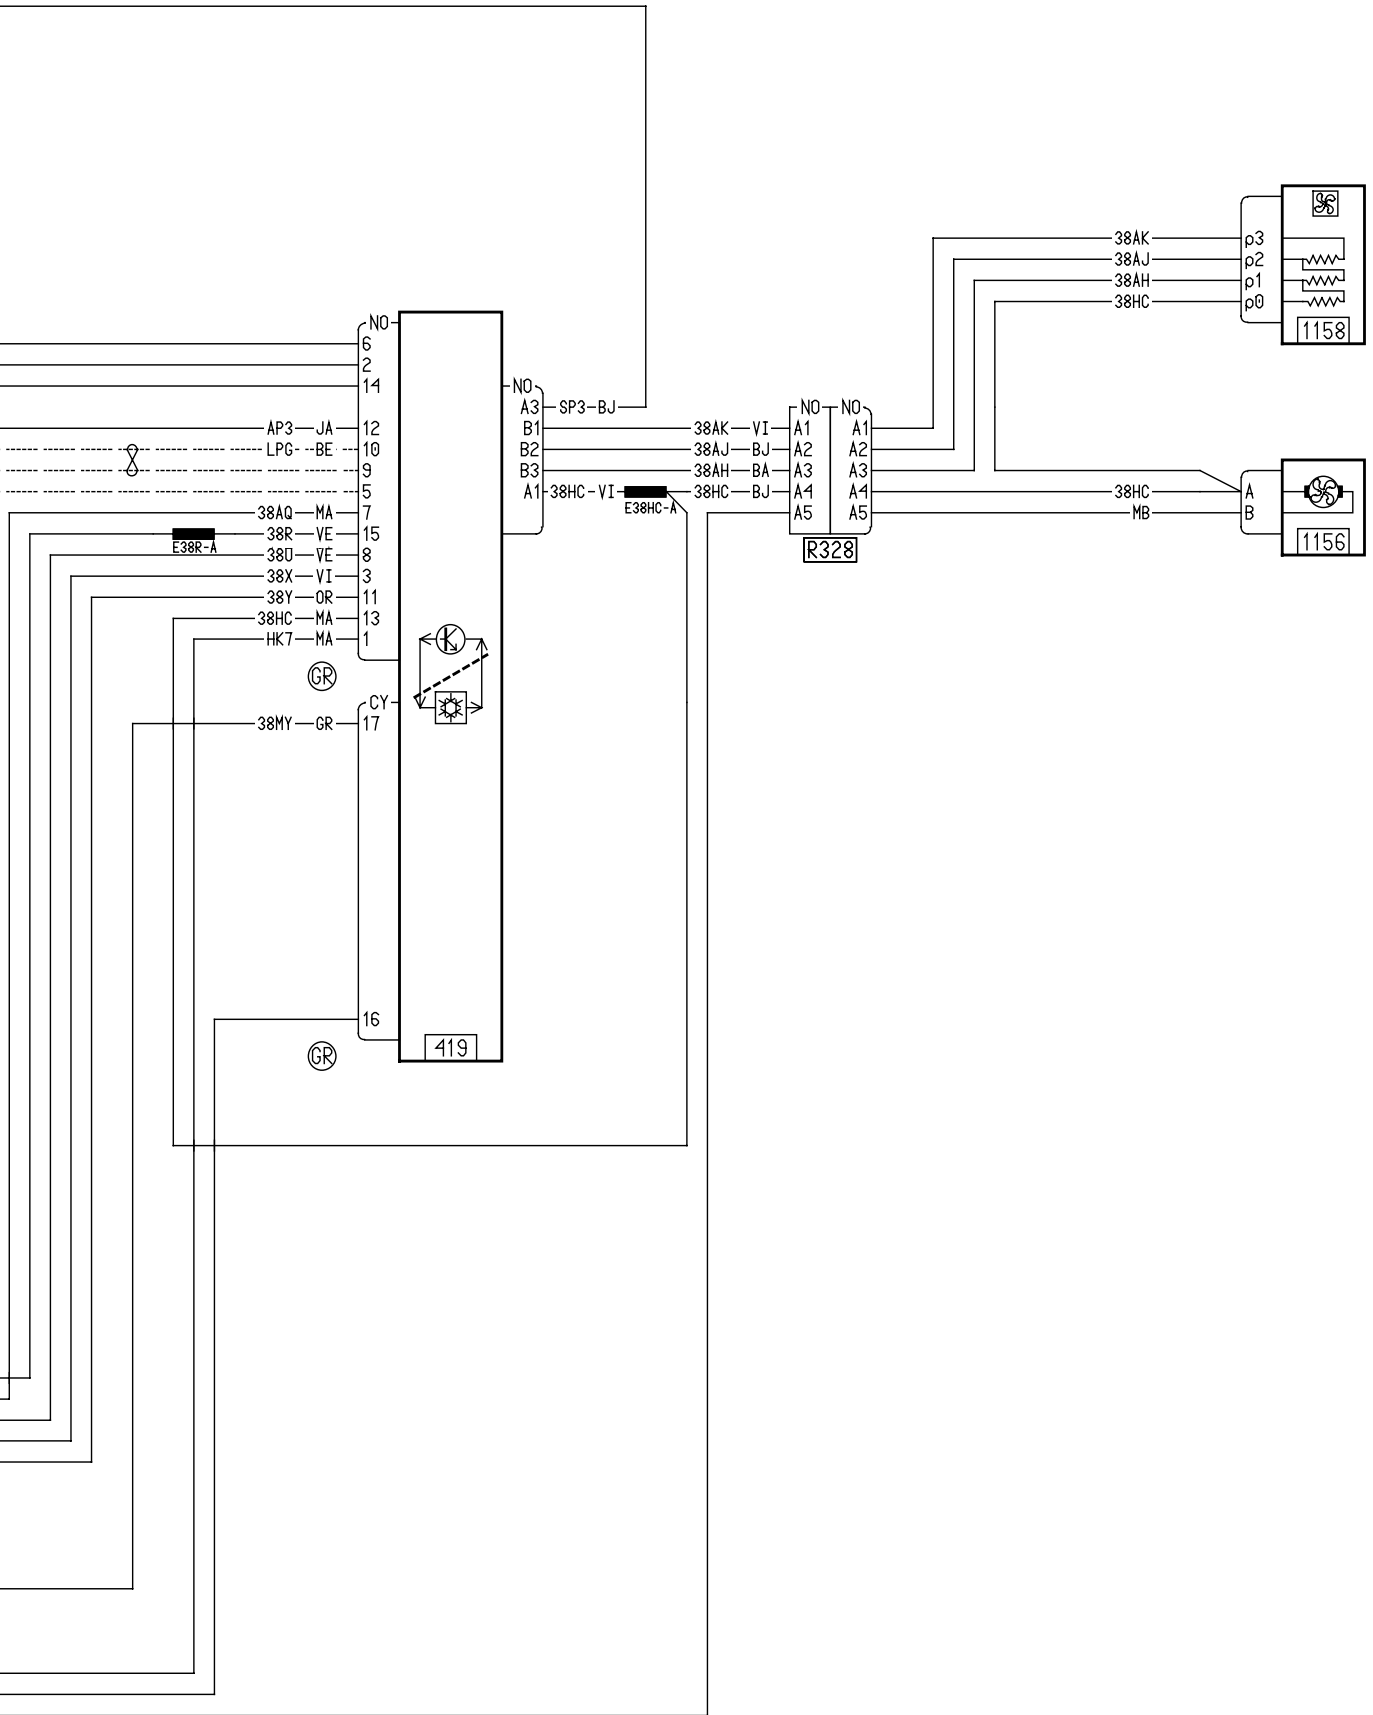 38AK p3
38AJ p2
38AH p1
38HC p0
1158
NO
6
2
14
NO
A3 SP3 BJ
NO NO
AP3 JA 12
B1 38AK VI A1 A1
LPG BE 10
B2 38AJ BJ A2 A2
9
B3 38AH BA A3 A3
5
A1 38HC VI 38HC BJ A4 A4 38HC A
E38HC-A
38AQ MA 7
A5 A5 MB B
38R VE 15
E38R-A
R328
1156
38U VE 8
38X VI 3
38Y OR 11
38HC MA 13
HK7 MA 1
GR
CY
38MY GR 17
16
GR
419